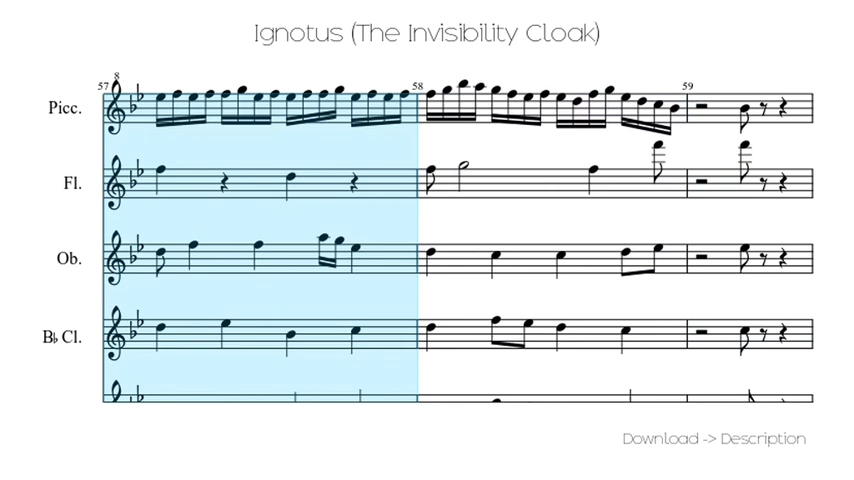 Ignotus (The Invisibility Cloak)
57 8 58 59
Picc.
Fl.
Ob.
B♭ Cl.
Download -> Description